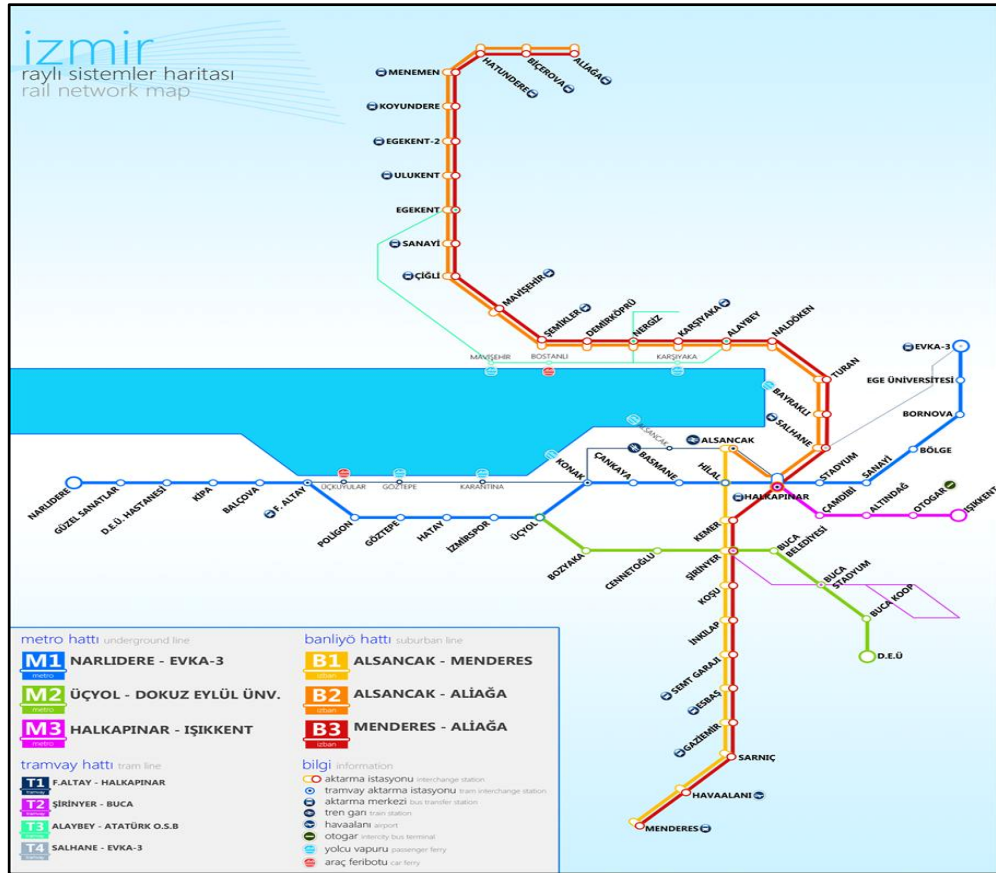 izmir
raylı sistemler haritası
rail network map
MENEMEN
HATUNDERE
BİÇEROVA
ALİAĞA
KOYUNDERE
EGEKENT-2
ULUKENT
EGEKENT
SANAYİ
ÇİĞLİ
MAVİŞEHİR
ŞEMİKLER
DEMİRKÖPRÜ
NERGİZ
KARŞIYAKA
ALAYBEY
NALDÖKEN
MAVİŞEHİR
BOSTANLI
KARŞIYAKA
TURAN
BAYRAKLI
SALHANE
EVKA-3
EGE ÜNİVERSİTESİ
BORNOVA
BÖLGE
SANAYİ
STADYUM
ALSANCAK
ALSANCAK
BASMANE
ÇANKAYA
KONAK
HİLAL
HALKAPINAR
NARLIDERE
GÜZEL SANATLAR
D.E.Ü. HASTANESI
KİPA
BALÇOVA
F. ALTAY
ÜÇKUYULAR
GÖZTEPE
KARANTİNA
POLİGON
GÖZTEPE
HATAY
İZMİRSPOR
ÜÇYOL
ÇAMDİBİ
ALTINDAĞ
OTOGAR
IŞIKKENT
BOZYAKA
CENNETOĞLU
KEMER
ŞİRİNYER
KOŞU
BUCA
BELEDİYESİ
BUCA
STADYUM
BUCA KOOP
D.E.Ü
İNKILAP
SEMT GARAJI
ESBAŞ
GAZİEMİR
SARNIÇ
HAVAALANI
MENDERES
metro hattı underground line
M1 metro NARLIDERE - EVKA-3
M2 metro ÜÇYOL - DOKUZ EYLÜL ÜNV.
M3 metro HALKAPINAR - IŞIKKENT
tramvay hattı tram line
T1 tramvay F.ALTAY - HALKAPINAR
T2 tramvay ŞİRİNYER - BUCA
T3 tramvay ALAYBEY - ATATÜRK O.S.B
T4 tramvay SALHANE - EVKA-3
banliyö hattı suburban line
B1 izban ALSANCAK - MENDERES
B2 izban ALSANCAK - ALİAĞA
B3 izban MENDERES - ALİAĞA
bilgi information
aktarma istasyonu interchange station
tramvay aktarma istasyonu tram interchange station
aktarma merkezi bus transfer station
tren garı train station
havaalanı airport
otogar intercity bus terminal
yolcu vapuru passenger ferry
araç feribotu car ferry